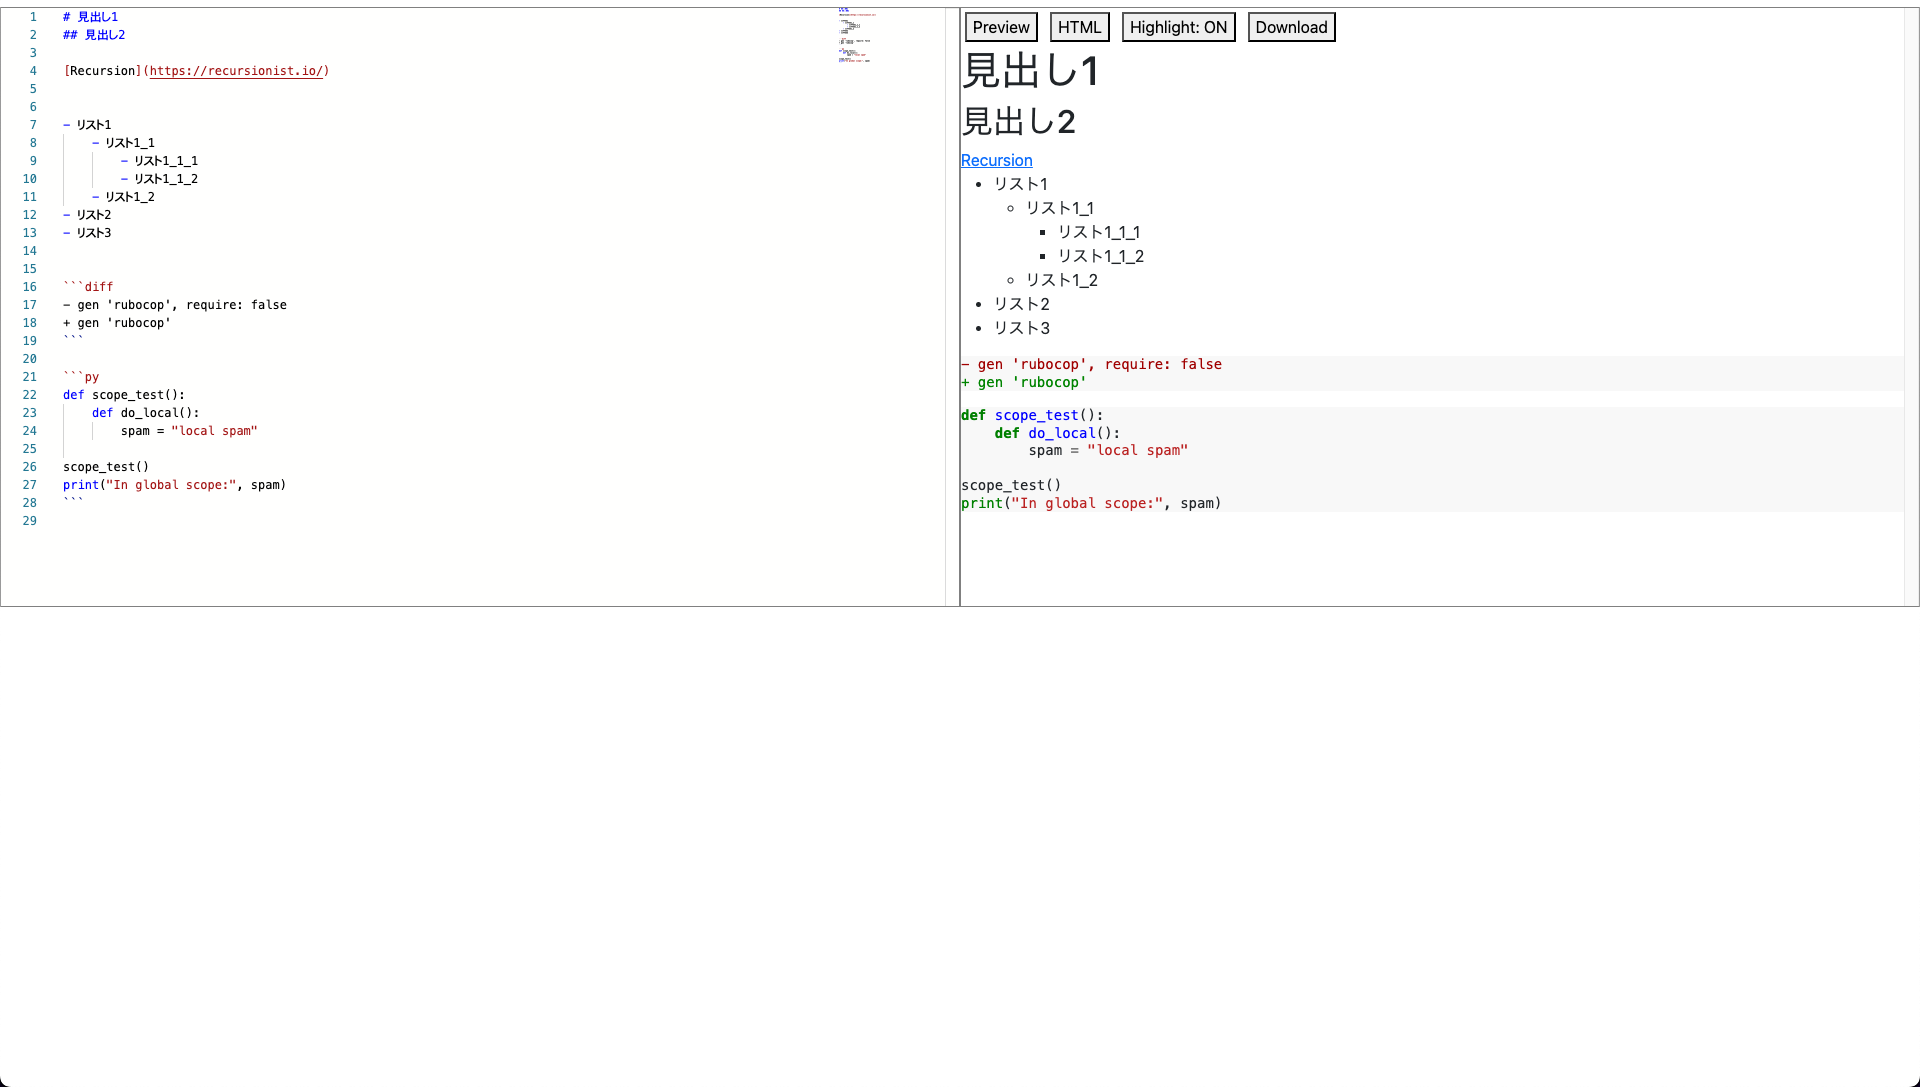 1 # 見出し1
2 ## 見出し2
3
4 [Recursion](https://recursionist.io/)
5
6
7 - リスト1
8 - リスト1_1
9 - リスト1_1_1
10 - リスト1_1_2
11 - リスト1_2
12 - リスト2
13 - リスト3
14
15
16 ```diff
17 - gen 'rubocop', require: false
18 + gen 'rubocop'
19 ```
20
21 ```py
22 def scope_test():
23 def do_local():
24 spam = "local spam"
25
26 scope_test()
27 print("In global scope:", spam)
28 ```
29
Preview HTML Highlight: ON Download
見出し1
見出し2
Recursion
• リスト1
◦ リスト1_1
▪ リスト1_1_1
▪ リスト1_1_2
◦ リスト1_2
• リスト2
• リスト3
- gen 'rubocop', require: false
+ gen 'rubocop'
def scope_test():
def do_local():
spam = "local spam"
scope_test()
print("In global scope:", spam)